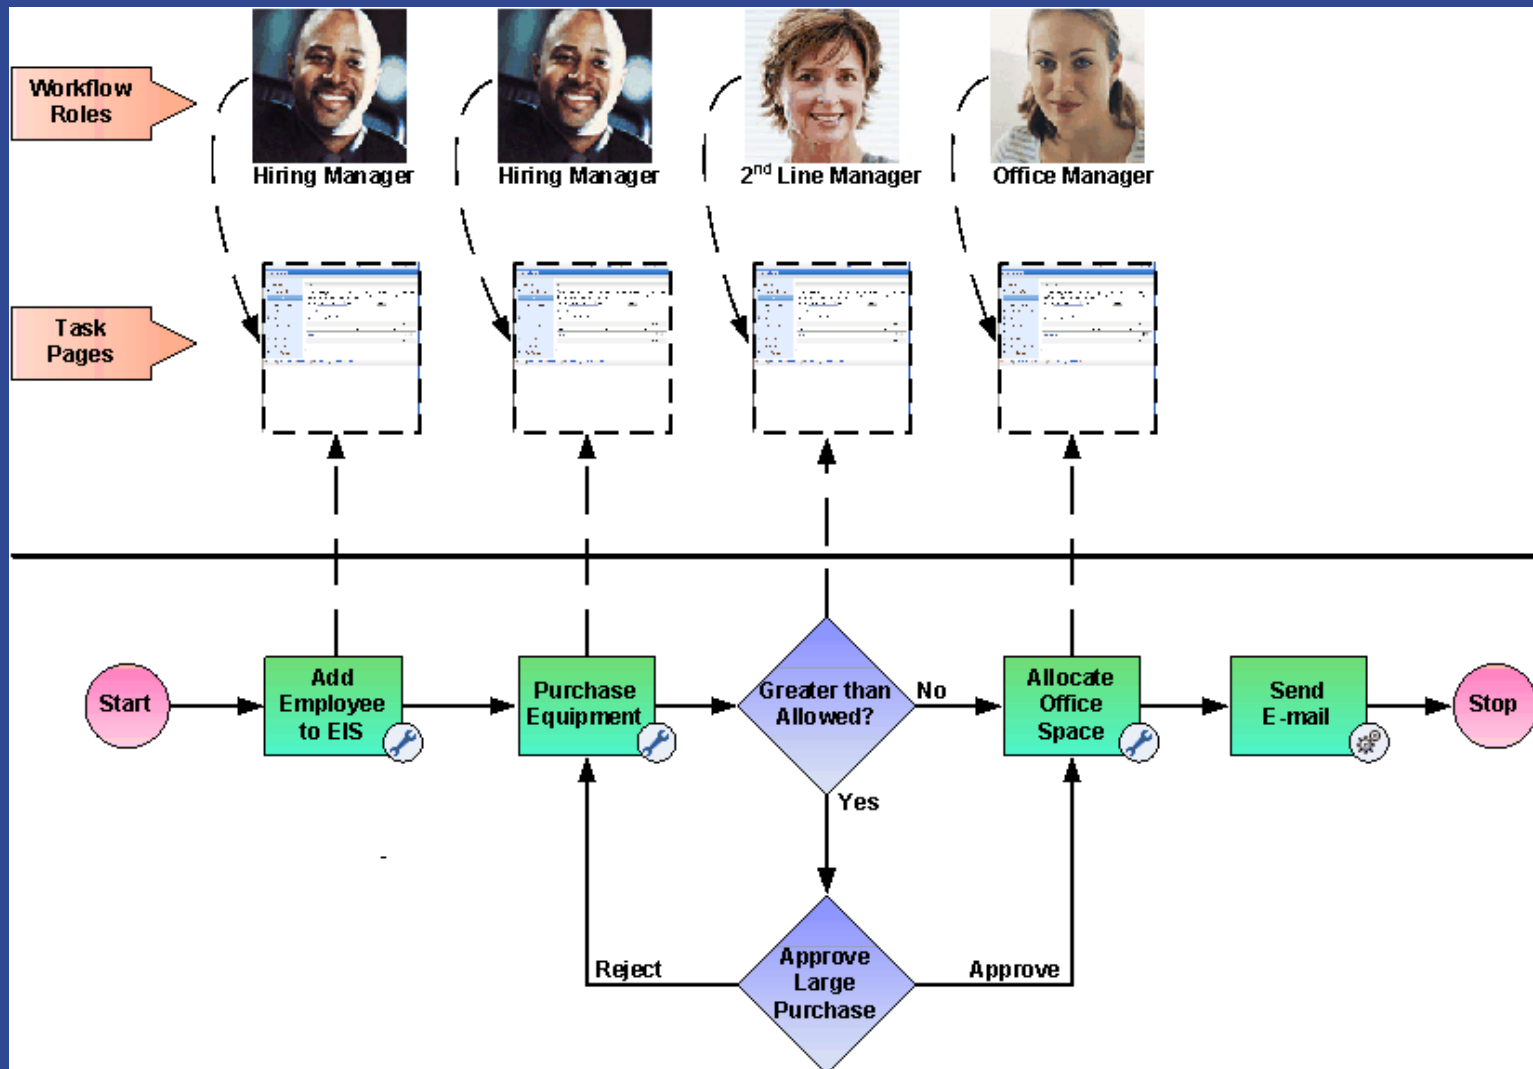 Workflow
Roles
Hiring Manager
Hiring Manager
2nd Line Manager
Office Manager
Task
Pages
Start
Add
Employee
to EIS
Purchase
Equipment
Greater than
Allowed?
No
Allocate
Office
Space
Send
E-mail
Stop
Yes
Reject
Approve
Large
Purchase
Approve